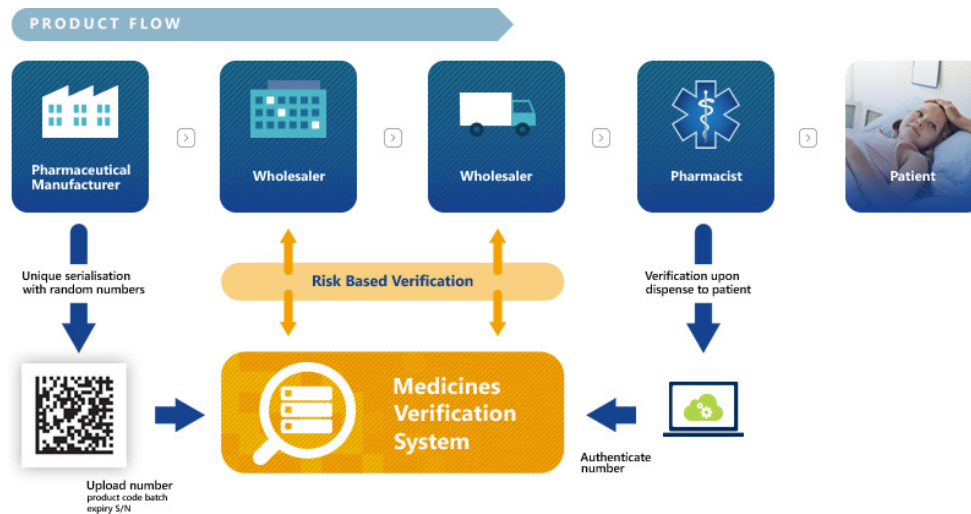 PRODUCT FLOW
Pharmaceutical
Manufacturer
Wholesaler
Wholesaler
Pharmacist
Patient
Unique serialisation
with random numbers
Risk Based Verification
Verification upon
dispense to patient
Medicines
Verification
System
Upload number
product code batch
expiry S/N
Authenticate
number